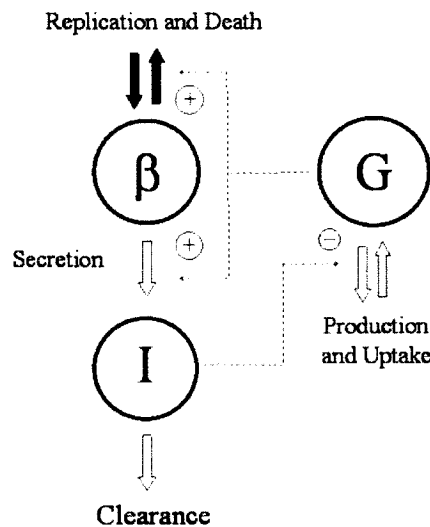 Replication and Death
+
β
G
+
−
Secretion
Production
and Uptake
I
Clearance